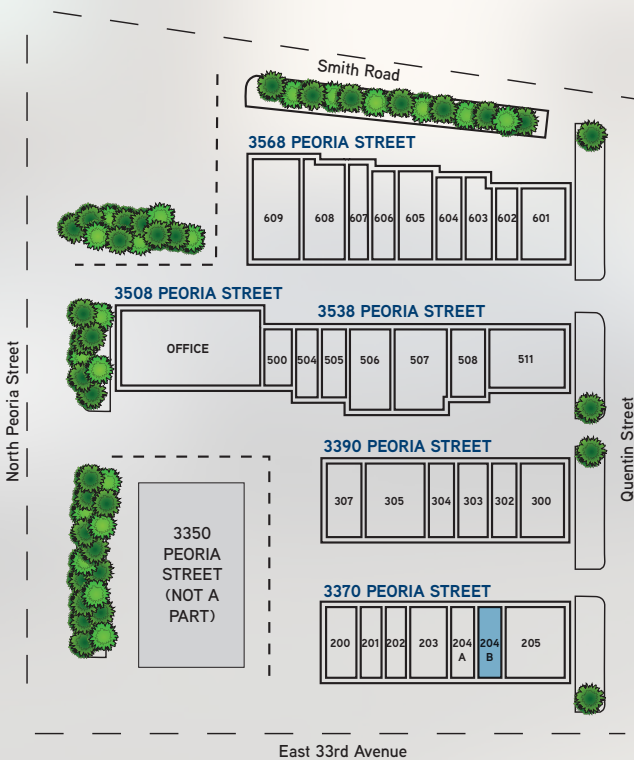 Smith Road
3568 PEORIA STREET
609 608 607 606 605 604 603 602 601
3508 PEORIA STREET
3538 PEORIA STREET
OFFICE
500 504 505 506 507 508 511
North Peoria Street
Quentin Street
3390 PEORIA STREET
307 305 304 303 302 300
3350
PEORIA
STREET
(NOT A
PART)
3370 PEORIA STREET
200 201 202 203 204 204 205
A B
East 33rd Avenue